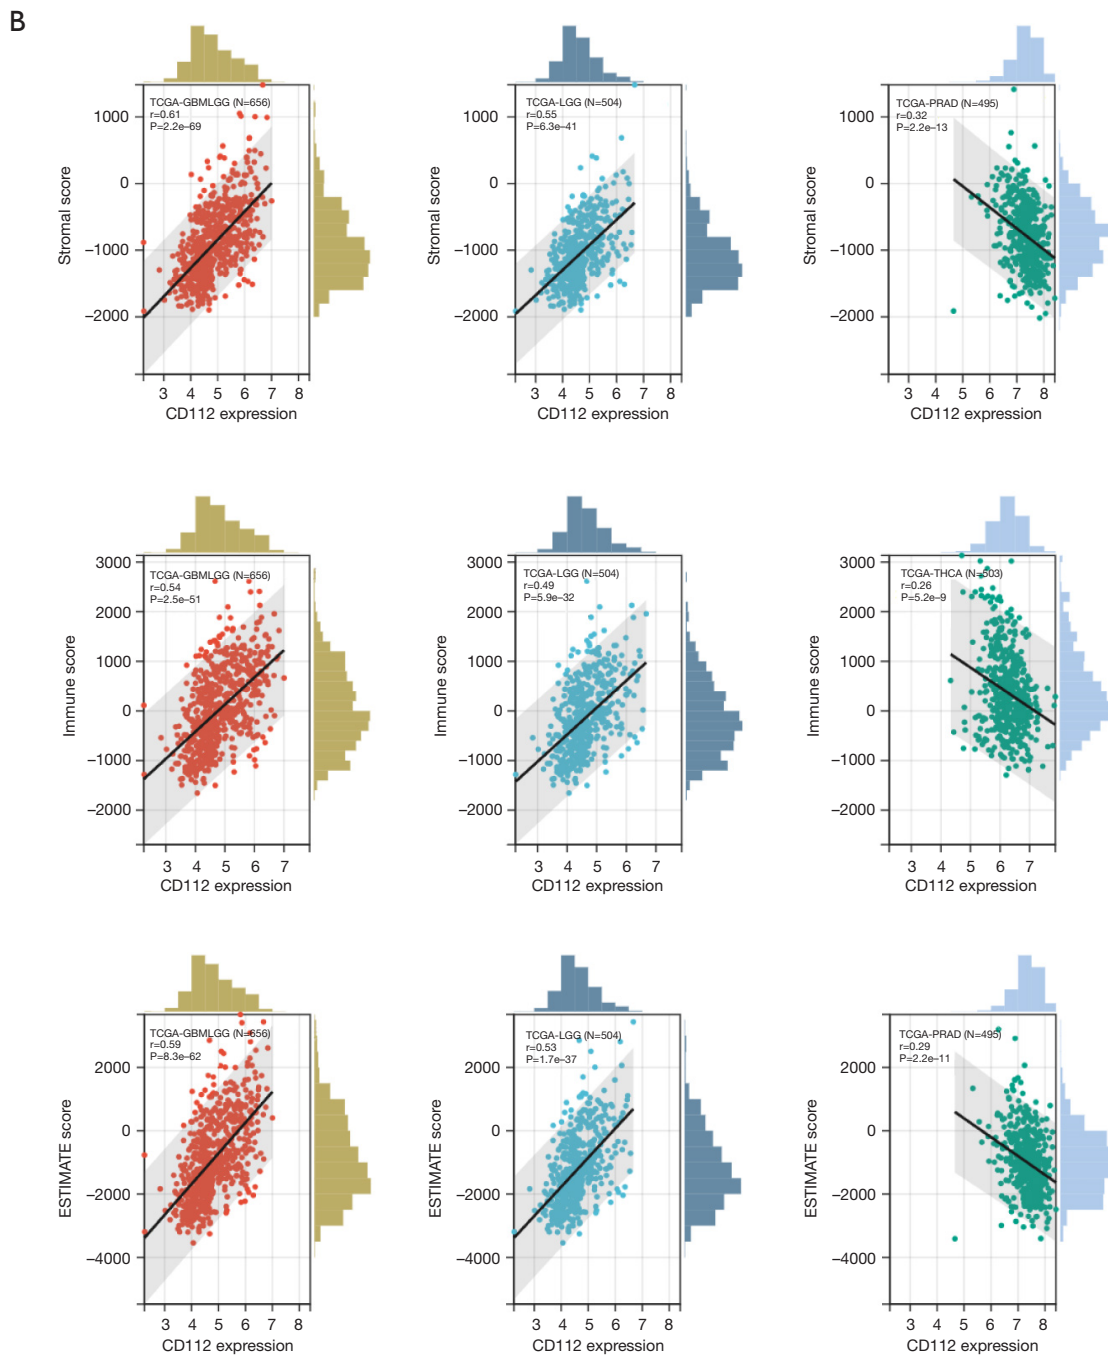 B
TCGA-GBMLGG (N=656)
r=0.61
P=2.2e–69
1000
0
–1000
–2000
Stromal score
3 4 5 6 7 8
CD112 expression
TCGA-LGG (N=504)
r=0.55
P=6.3e–41
1000
0
–1000
–2000
Stromal score
3 4 5 6 7 8
CD112 expression
TCGA-PRAD (N=495)
r=0.32
P=2.2e–13
1000
0
–1000
–2000
Stromal score
3 4 5 6 7 8
CD112 expression
TCGA-GBMLGG (N=656)
r=0.54
P=2.5e–51
3000
2000
1000
0
–1000
–2000
Immune score
3 4 5 6 7
CD112 expression
TCGA-LGG (N=504)
r=0.49
P=5.9e–32
3000
2000
1000
0
–1000
–2000
Immune score
3 4 5 6 7
CD112 expression
TCGA-THCA (N=503)
r=0.26
P=5.2e–9
3000
2000
1000
0
–1000
–2000
Immune score
3 4 5 6 7
CD112 expression
TCGA-GBMLGG (N=656)
r=0.59
P=8.3e–62
2000
0
–2000
–4000
ESTIMATE score
3 4 5 6 7 8
CD112 expression
TCGA-LGG (N=504)
r=0.53
P=1.7e–37
2000
0
–2000
–4000
ESTIMATE score
3 4 5 6 7 8
CD112 expression
TCGA-PRAD (N=495)
r=0.29
P=2.2e–11
2000
0
–2000
–4000
ESTIMATE score
3 4 5 6 7 8
CD112 expression